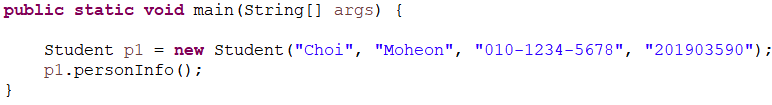 public static void main(String[] args) {
Student p1 = new Student("Choi", "Moheon", "010-1234-5678", "201903590");
p1.personInfo();
}